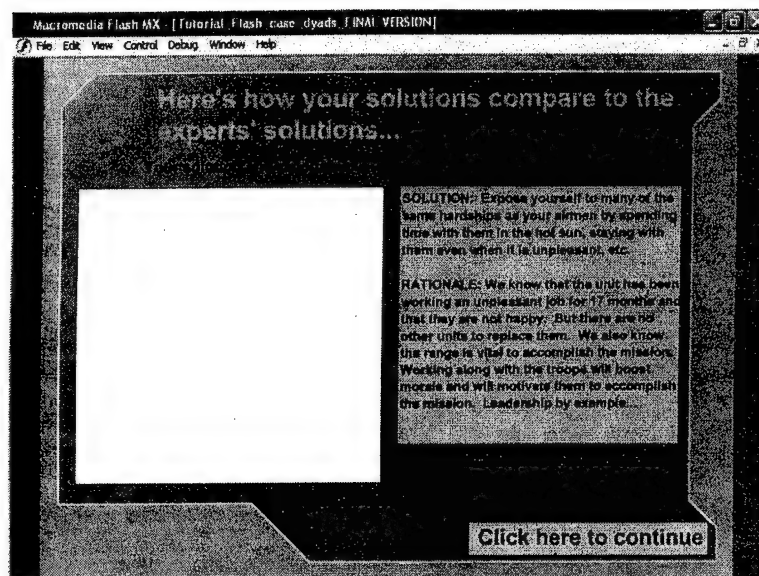 Macromedia Flash MX - [Tutorial_Flash_case_dyads_FINAL VERSION]
File Edit View Control Debug Window Help
Here's how your solutions compare to the
experts' solutions...
SOLUTION: Expose yourself to many of the
same hardships as your airmen by spending
time with them in the hot sun, staying with
them even when it is unpleasant, etc.
RATIONALE: We know that the unit has been
working an unpleasant job for 17 months and
that they are not happy. But there are no
other units to replace them. We also know
the range is vital to accomplish the mission.
Working along with the troops will boost
morale and will motivate them to accomplish
the mission. Leadership by example...
Click here to continue